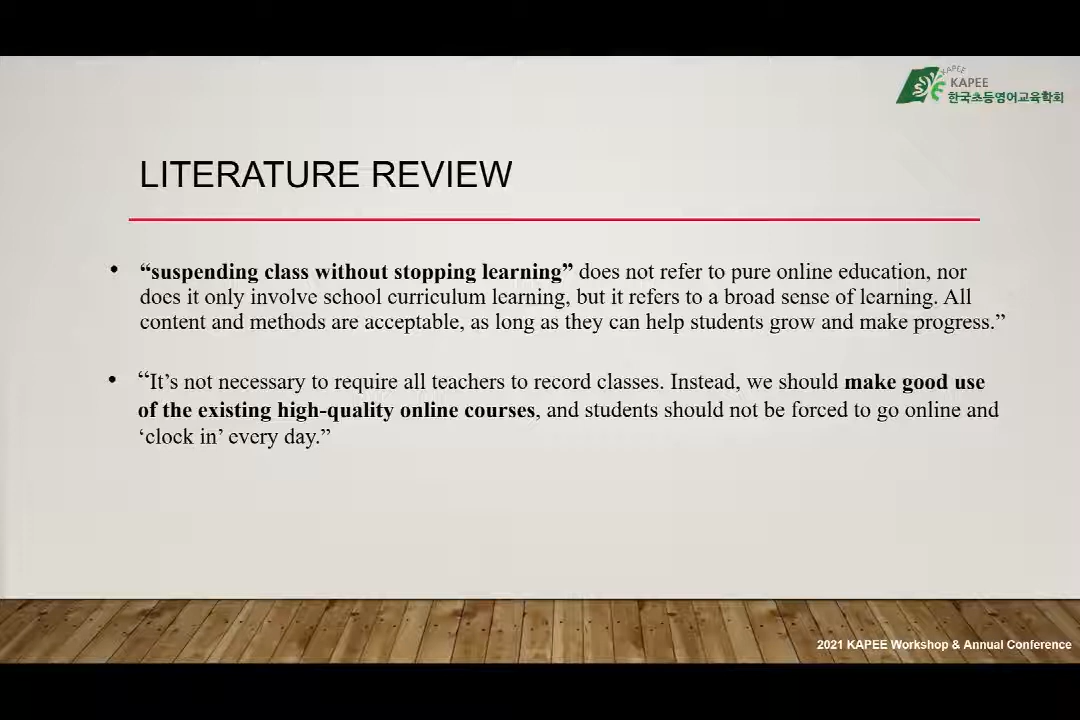 KAPEE
KAPEE
한국초등영어교육학회
LITERATURE REVIEW
• “suspending class without stopping learning” does not refer to pure online education, nor
does it only involve school curriculum learning, but it refers to a broad sense of learning. All
content and methods are acceptable, as long as they can help students grow and make progress.”
• “It’s not necessary to require all teachers to record classes. Instead, we should make good use
of the existing high-quality online courses, and students should not be forced to go online and
‘clock in’ every day.”
2021 KAPEE Workshop & Annual Conference